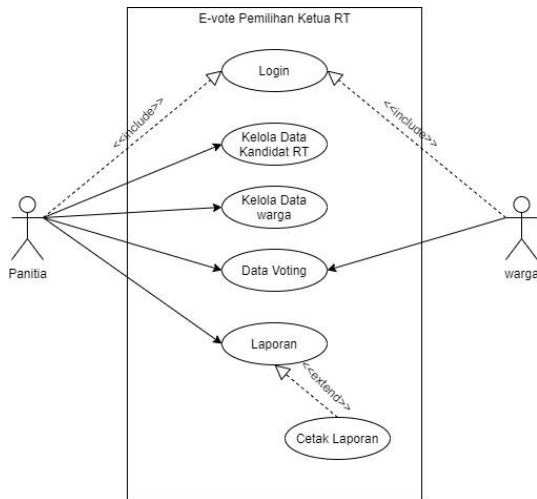 E-vote Pemilihan Ketua RT
Login
<<include>>
<<include>>
Kelola Data
Kandidat RT
Kelola Data
warga
Panitia
Data Voting
warga
Laporan
<<extend>>
Cetak Laporan